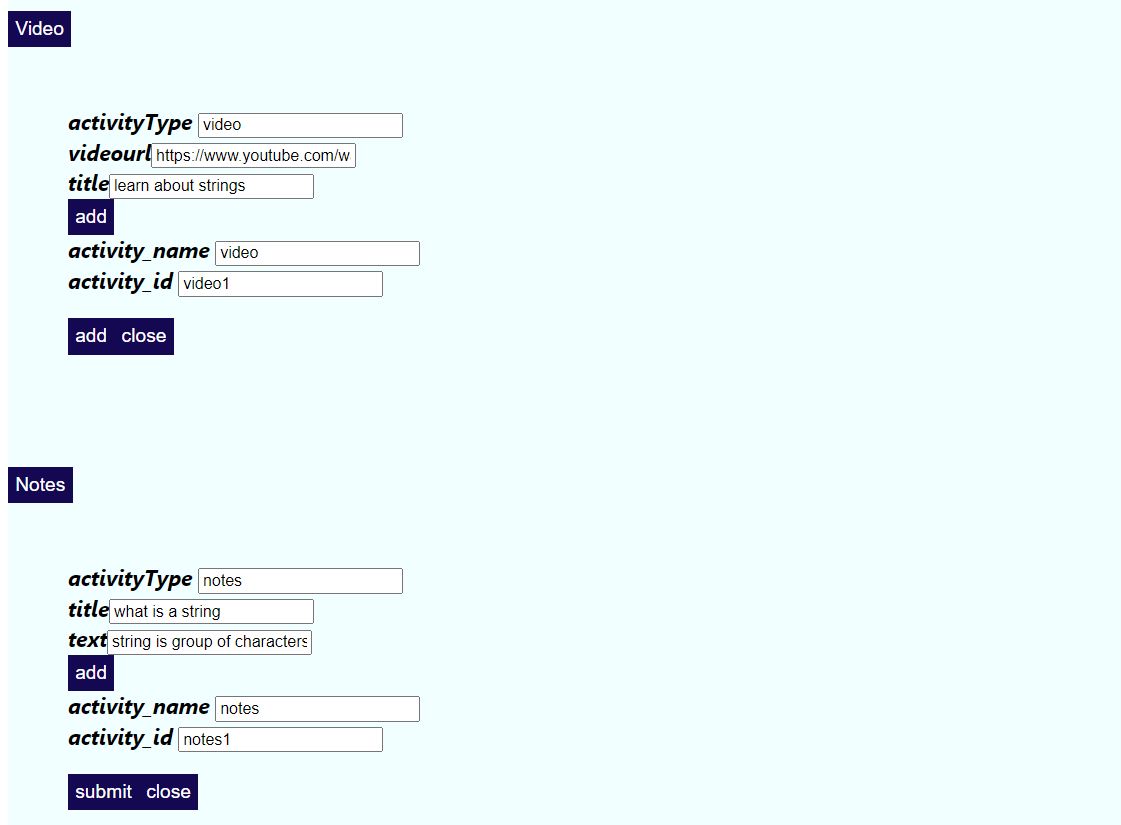 Video
activityType video
videourl https://www.youtube.com/w
title learn about strings
add
activity_name video
activity_id video1
add close
Notes
activityType notes
title what is a string
text string is group of characters
add
activity_name notes
activity_id notes1
submit close